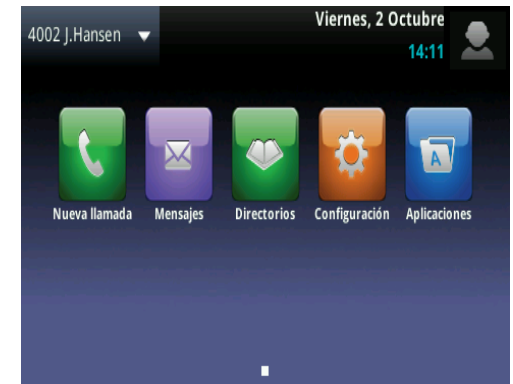 4002 J.Hansen
Viernes, 2 Octubre
14:11
Nueva llamada
Mensajes
Directorios
Configuración
Aplicaciones